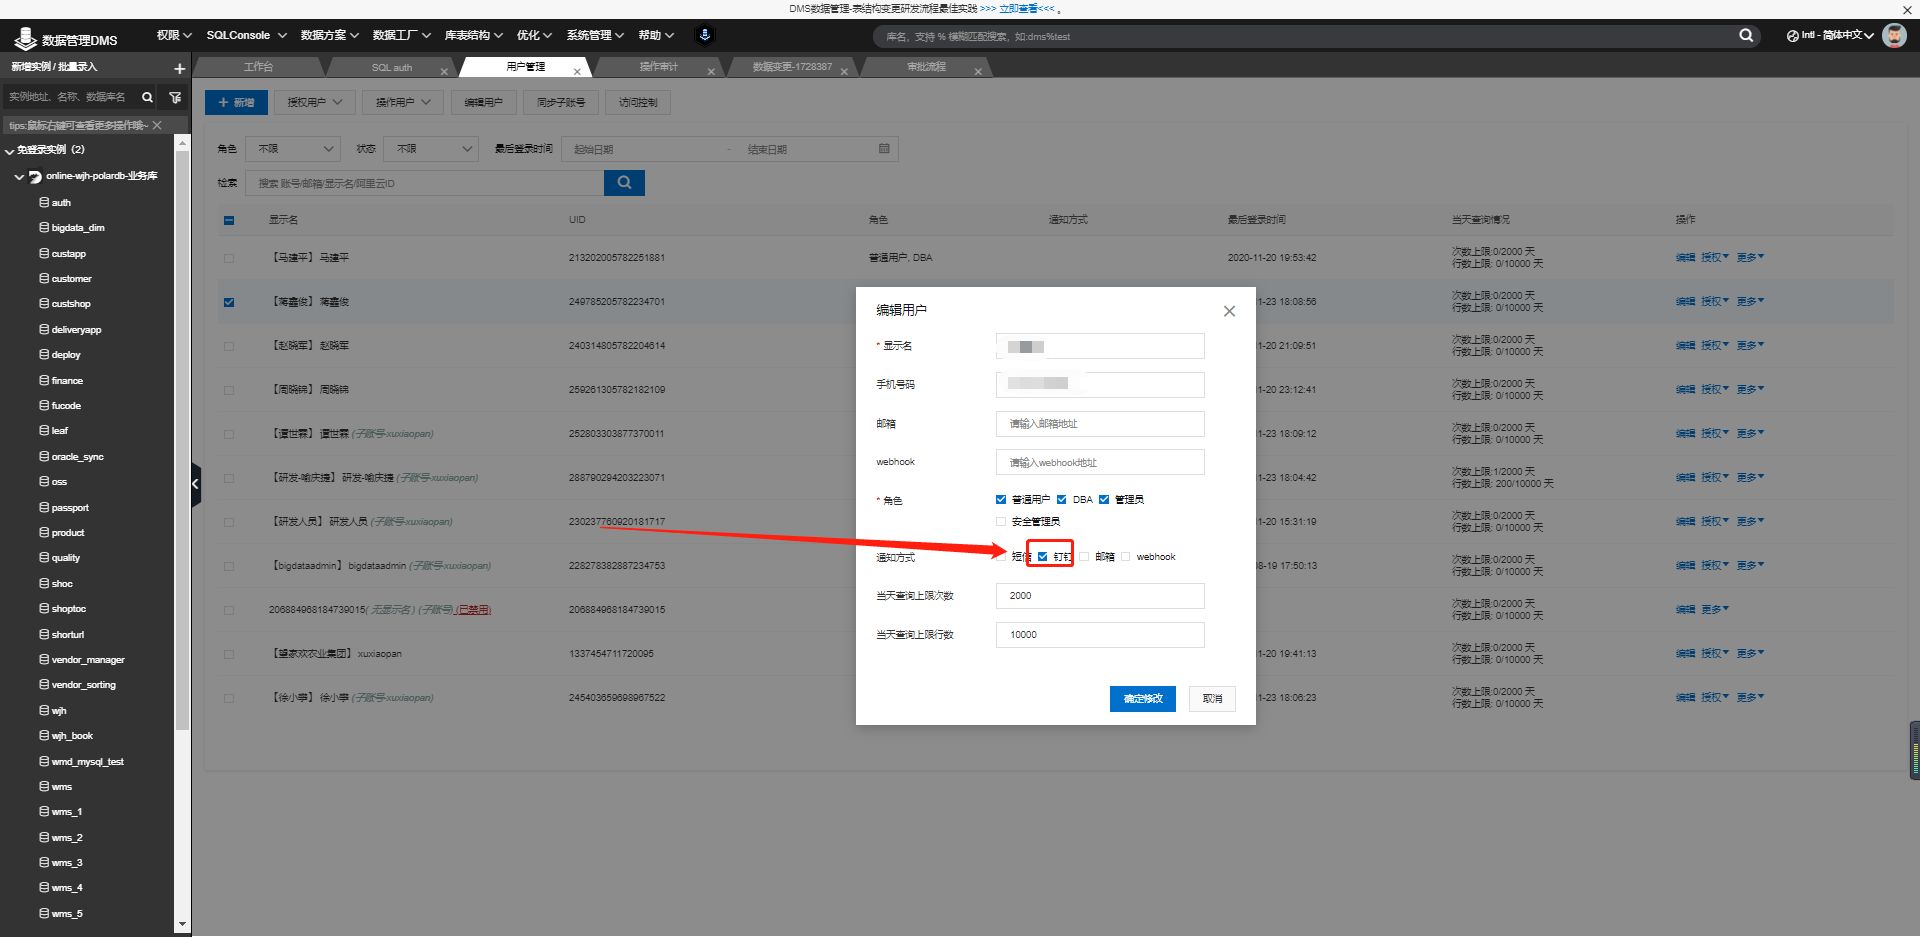 DMS数据管理-表结构变更研发流程最佳实践 >>> 立即查看<<< 。
数据管理DMS
权限 SQLConsole 数据方案 数据工厂 库表结构 优化 系统管理 帮助
库名，支持 % 模糊匹配搜索，如:dms%test
Intl - 简体中文
新增实例 / 批量录入
工作台 SQL auth 用户管理 操作审计 数据变更-1728387 审批流程
实例地址、名称、数据库名
新增 授权用户 操作用户 编辑用户 同步子账号 访问控制
tips:鼠标右键可查看更多操作哦~
免登录实例（2）
online-wjh-polardb-业务库
auth
bigdata_dim
custapp
customer
custshop
deliveryapp
deploy
finance
fucode
leaf
oracle_sync
oss
passport
product
quality
shoc
shoptoc
shorturl
vendor_manager
vendor_sorting
wjh
wjh_book
wmd_mysql_test
wms
wms_1
wms_2
wms_3
wms_4
wms_5
角色 不限 状态 不限 最后登录时间 起始日期 - 结束日期
检索 搜索 账号/邮箱/显示名/阿里云ID
显示名 UID 角色 通知方式 最后登录时间 当天查询情况 操作
【马建平】 马建平 213202005782251881 普通用户, DBA 2020-11-20 19:53:42 次数上限:0/2000 天 编辑 授权 更多
行数上限: 0/10000 天
【蒋鑫俊】 蒋鑫俊 249785205782234701 11-23 18:08:56 次数上限:0/2000 天 编辑 授权 更多
行数上限: 0/10000 天
【赵晓军】 赵晓军 240314805782204614 11-20 21:09:51 次数上限:0/2000 天 编辑 授权 更多
行数上限: 0/10000 天
【周晓锦】 周晓锦 259261305782182109 11-20 23:12:41 次数上限:0/2000 天 编辑 授权 更多
行数上限: 0/10000 天
【谭世霖】 谭世霖 (子账号-xuxiaopan) 252803303877370011 11-23 18:09:12 次数上限:0/2000 天 编辑 授权 更多
行数上限: 0/10000 天
【研发-喻庆捷】 研发-喻庆捷 (子账号-xuxiaopan) 288790294203223071 11-23 18:04:42 次数上限:1/2000 天 编辑 授权 更多
行数上限: 200/10000 天
【研发人员】 研发人员 (子账号-xuxiaopan) 230237760920181717 11-20 15:31:19 次数上限:0/2000 天 编辑 授权 更多
行数上限: 0/10000 天
【bigdataadmin】 bigdataadmin (子账号-xuxiaopan) 228278382887234753 08-19 17:50:13 次数上限:0/2000 天 编辑 授权 更多
行数上限: 0/10000 天
206884968184739015( 无显示名 ) (子账号) (已禁用) 206884968184739015 次数上限:0/2000 天 编辑 更多
行数上限: 0/10000 天
【望家欢农业集团】 xuxiaopan 1337454711720095 11-20 19:41:13 次数上限:0/2000 天 编辑 授权 更多
行数上限: 0/10000 天
【徐小攀】 徐小攀 (子账号-xuxiaopan) 245403659698967522 11-23 18:06:23 次数上限:0/2000 天 编辑 授权 更多
行数上限: 0/10000 天
编辑用户
* 显示名
手机号码
邮箱 请输入邮箱地址
webhook 请输入webhook地址
* 角色 普通用户 DBA 管理员
安全管理员
通知方式 短信 钉钉 邮箱 webhook
当天查询上限次数 2000
当天查询上限行数 10000
确定修改 取消